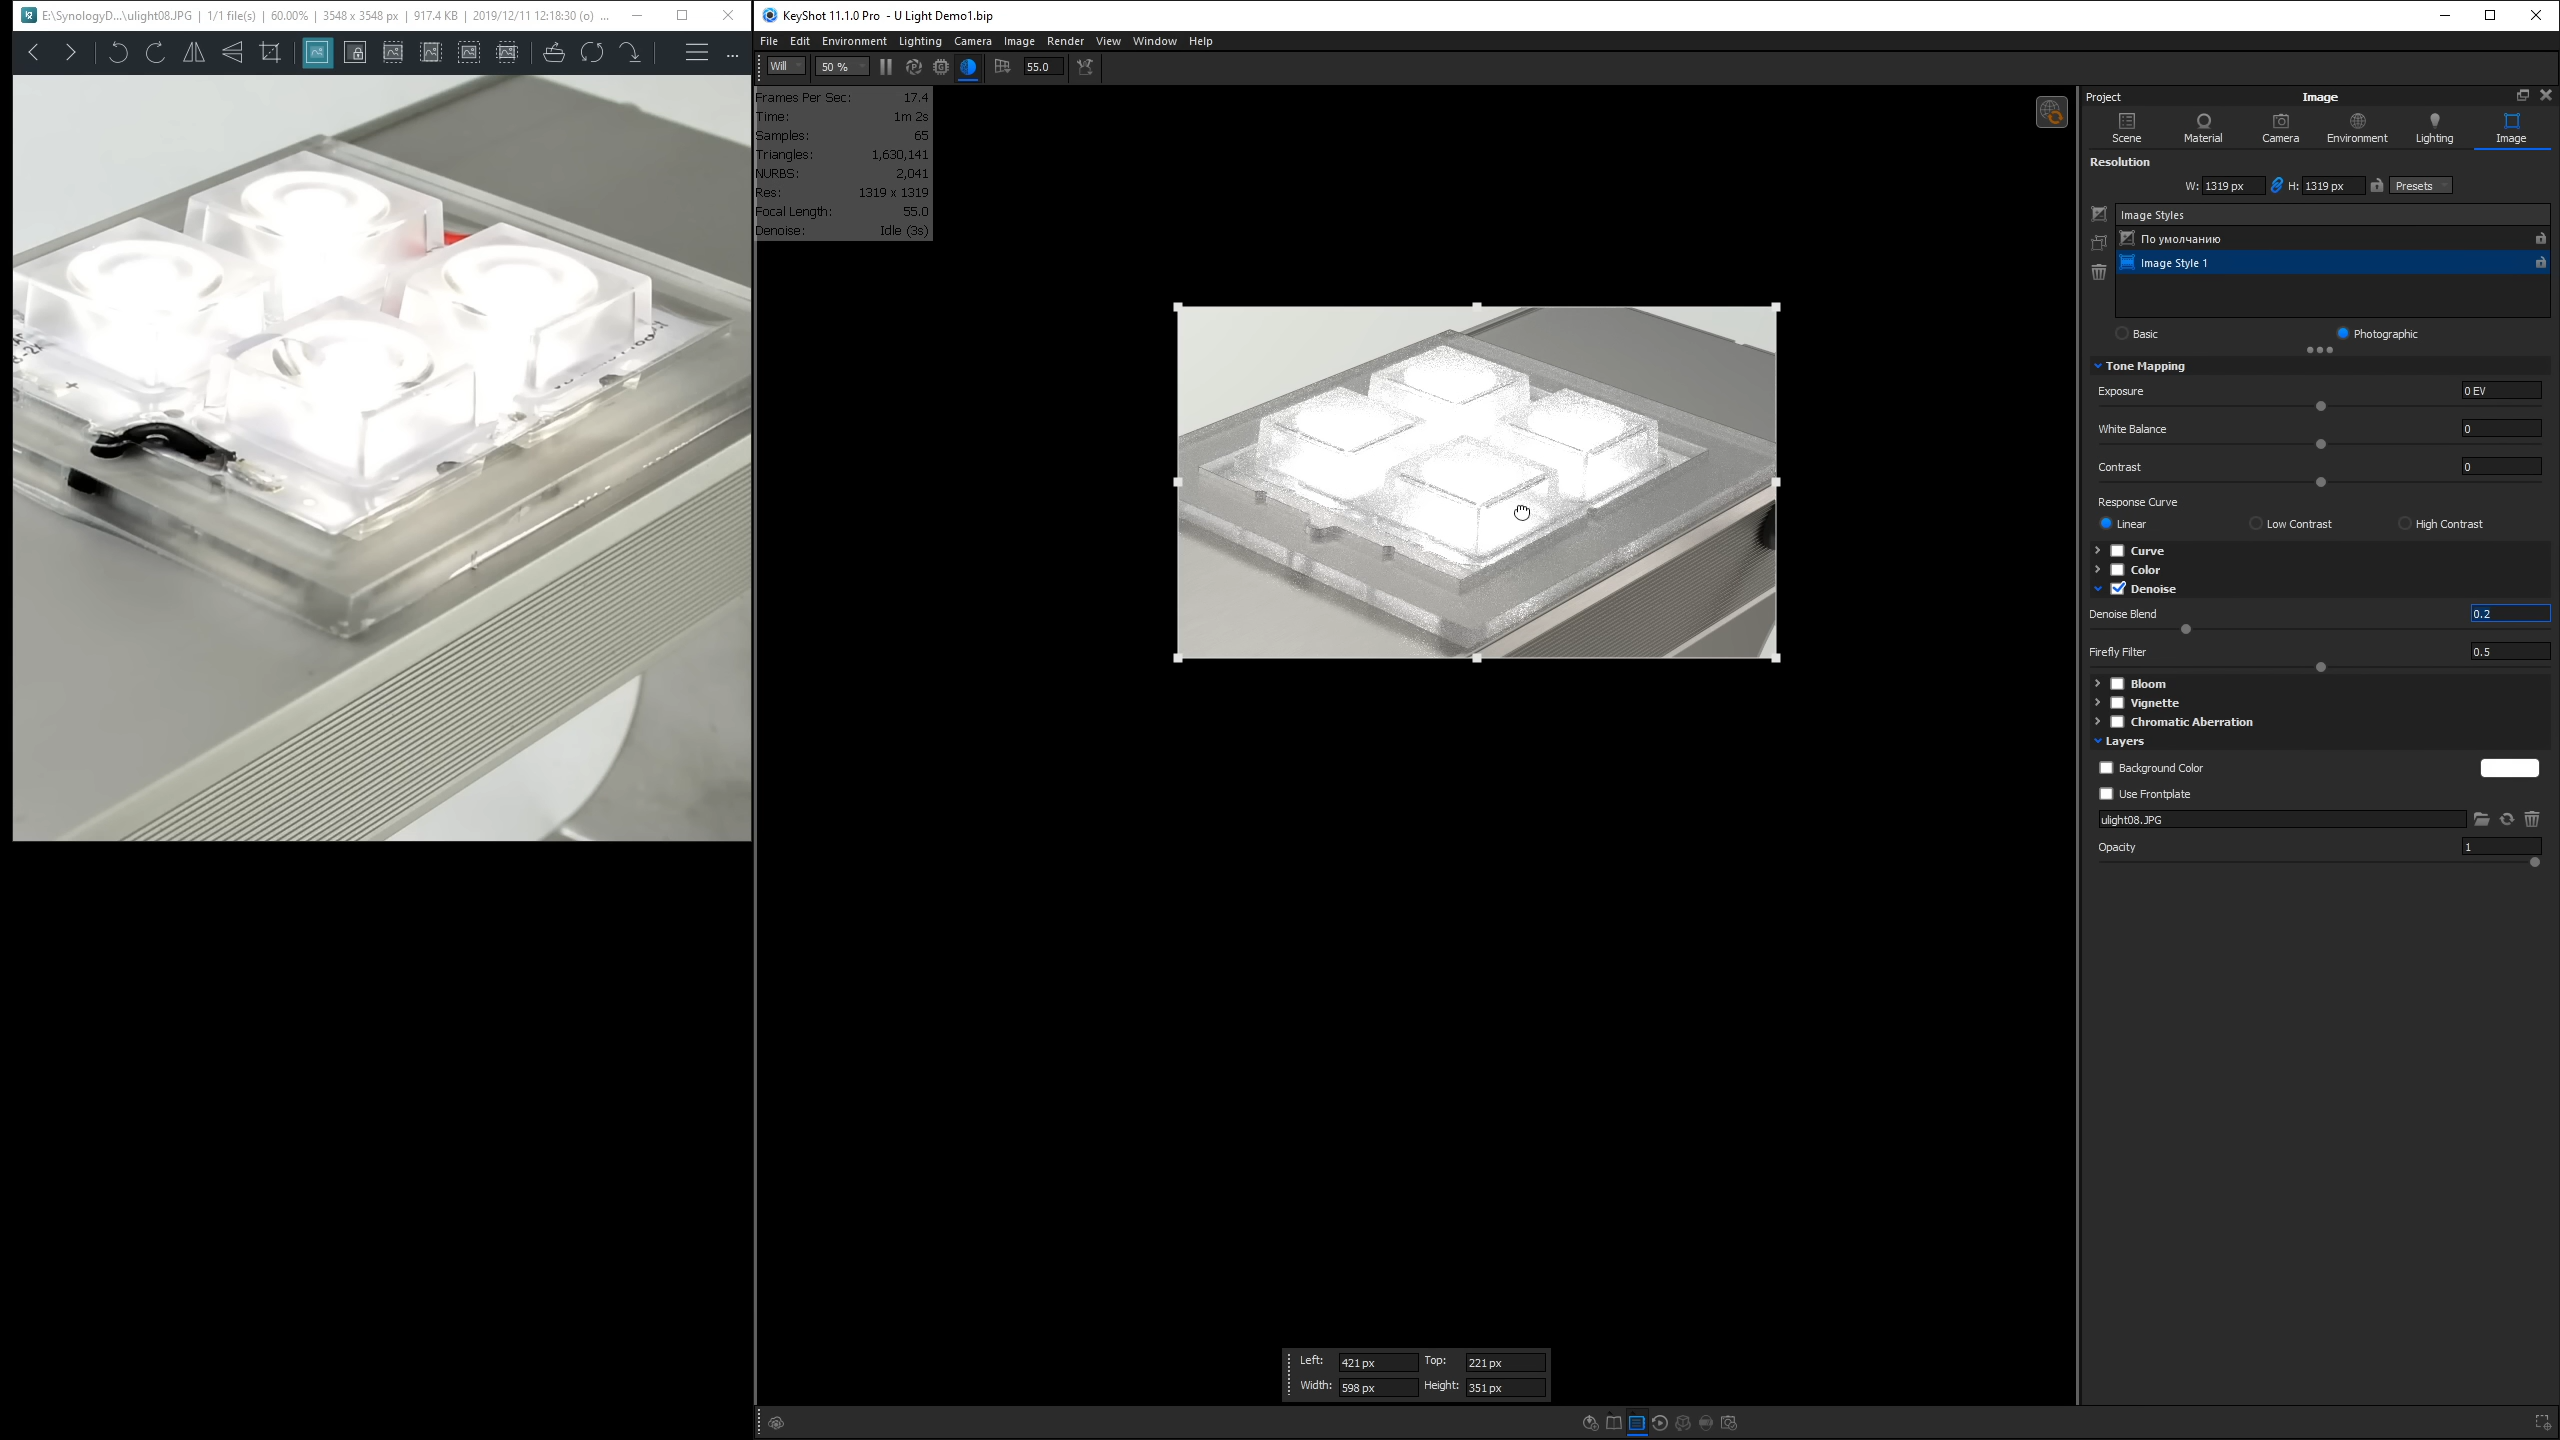 E:\SynologyD...\ulight08.JPG | 1/1 file(s) | 60.00% | 3548 x 3548 px | 917.4 KB | 2019/12/11 12:18:30 (o) ...
KeyShot 11.1.0 Pro - U Light Demo1.bip
File Edit Environment Lighting Camera Image Render View Window Help
Will 50 % 55.0
Frames Per Sec: 17.4
Time: 1m 2s
Samples: 65
Triangles: 1,630,141
NURBS: 2,041
Res: 1319 x 1319
Focal Length: 55.0
Denoise: Idle (3s)
Project Image
Scene Material Camera Environment Lighting Image
Resolution
W: 1319 px H: 1319 px Presets
Image Styles
По умолчанию
Image Style 1
Basic Photographic
Tone Mapping
Exposure 0 EV
White Balance 0
Contrast 0
Response Curve
Linear Low Contrast High Contrast
Curve
Color
Denoise
Denoise Blend 0.2
Firefly Filter 0.5
Bloom
Vignette
Chromatic Aberration
Layers
Background Color
Use Frontplate
ulight08.JPG
Opacity 1
Left: 421 px Top: 221 px
Width: 598 px Height: 351 px